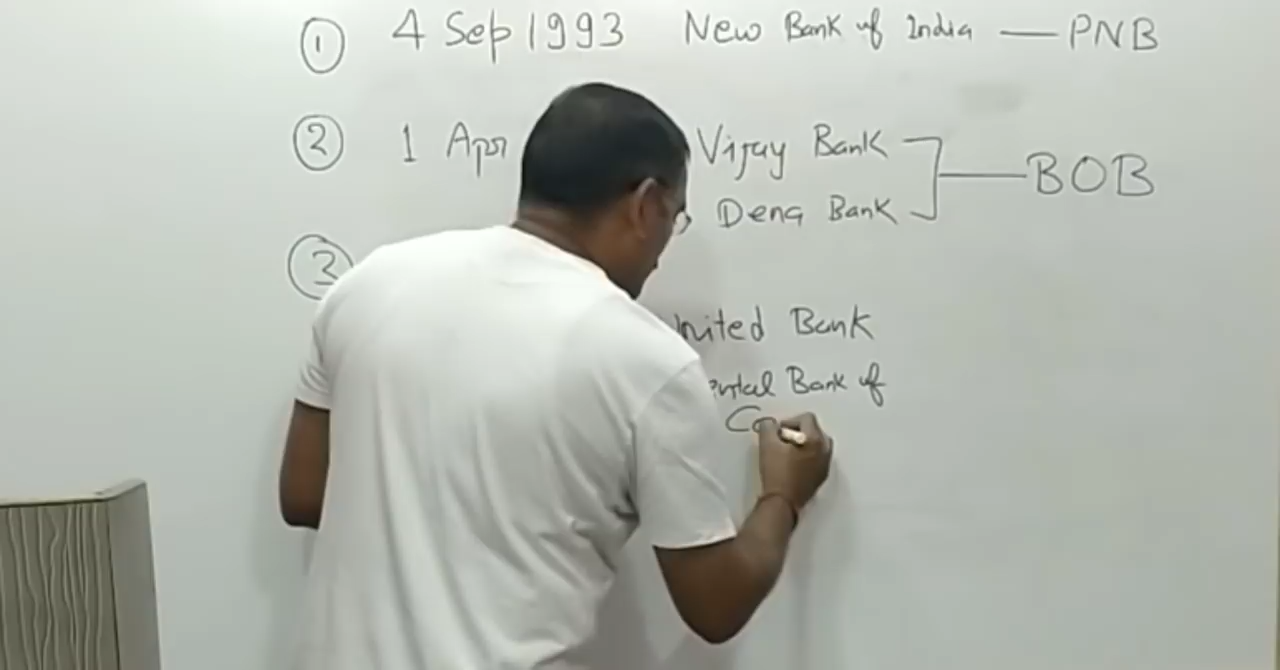 ① 4 Sep 1993 New Bank of India — PNB
② 1 Apr Vijay Bank
BOB
Dena Bank
③
United Bank
ental Bank of
Co